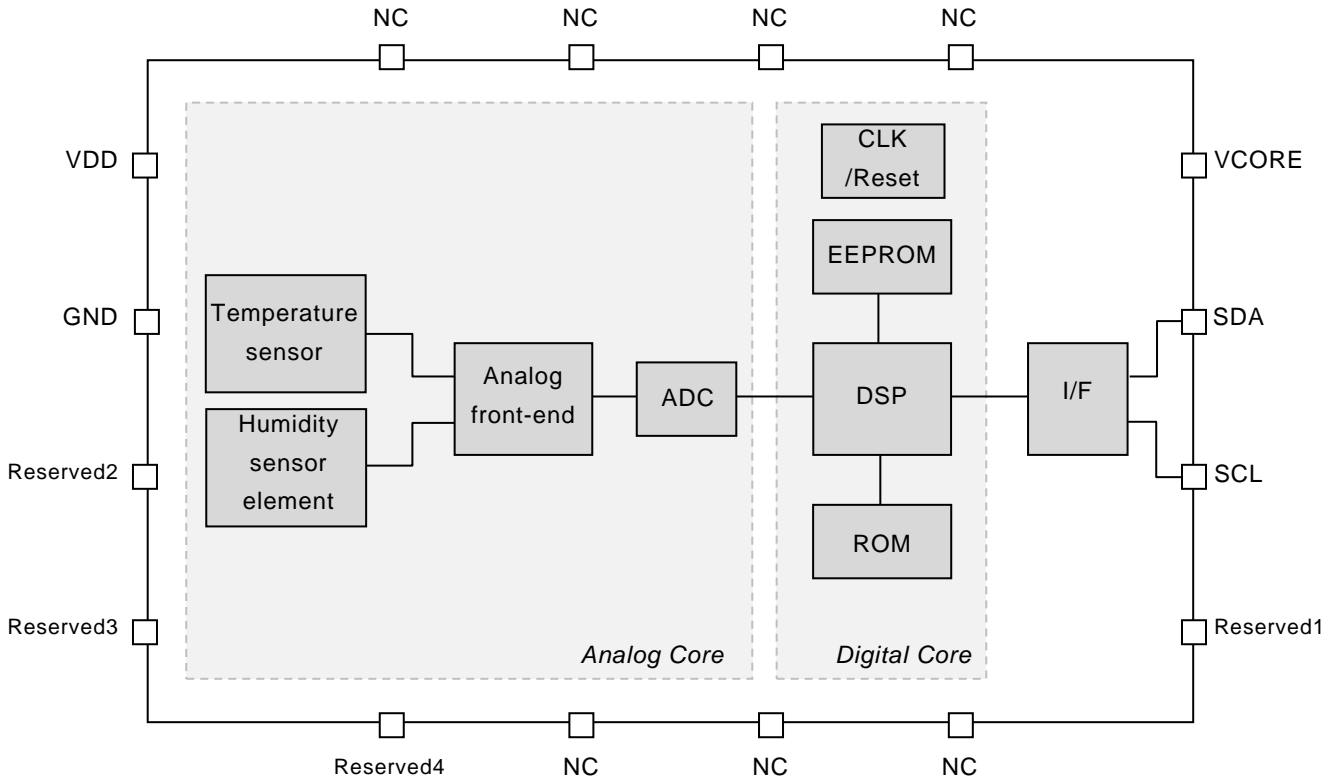 NC NC NC NC
CLK
/Reset
VDD
VCORE
EEPROM
GND
Temperature
sensor
SDA
Analog
front-end
ADC
DSP
I/F
Humidity
sensor
element
Reserved2
SCL
ROM
Reserved3
Reserved1
Analog Core
Digital Core
Reserved4 NC NC NC